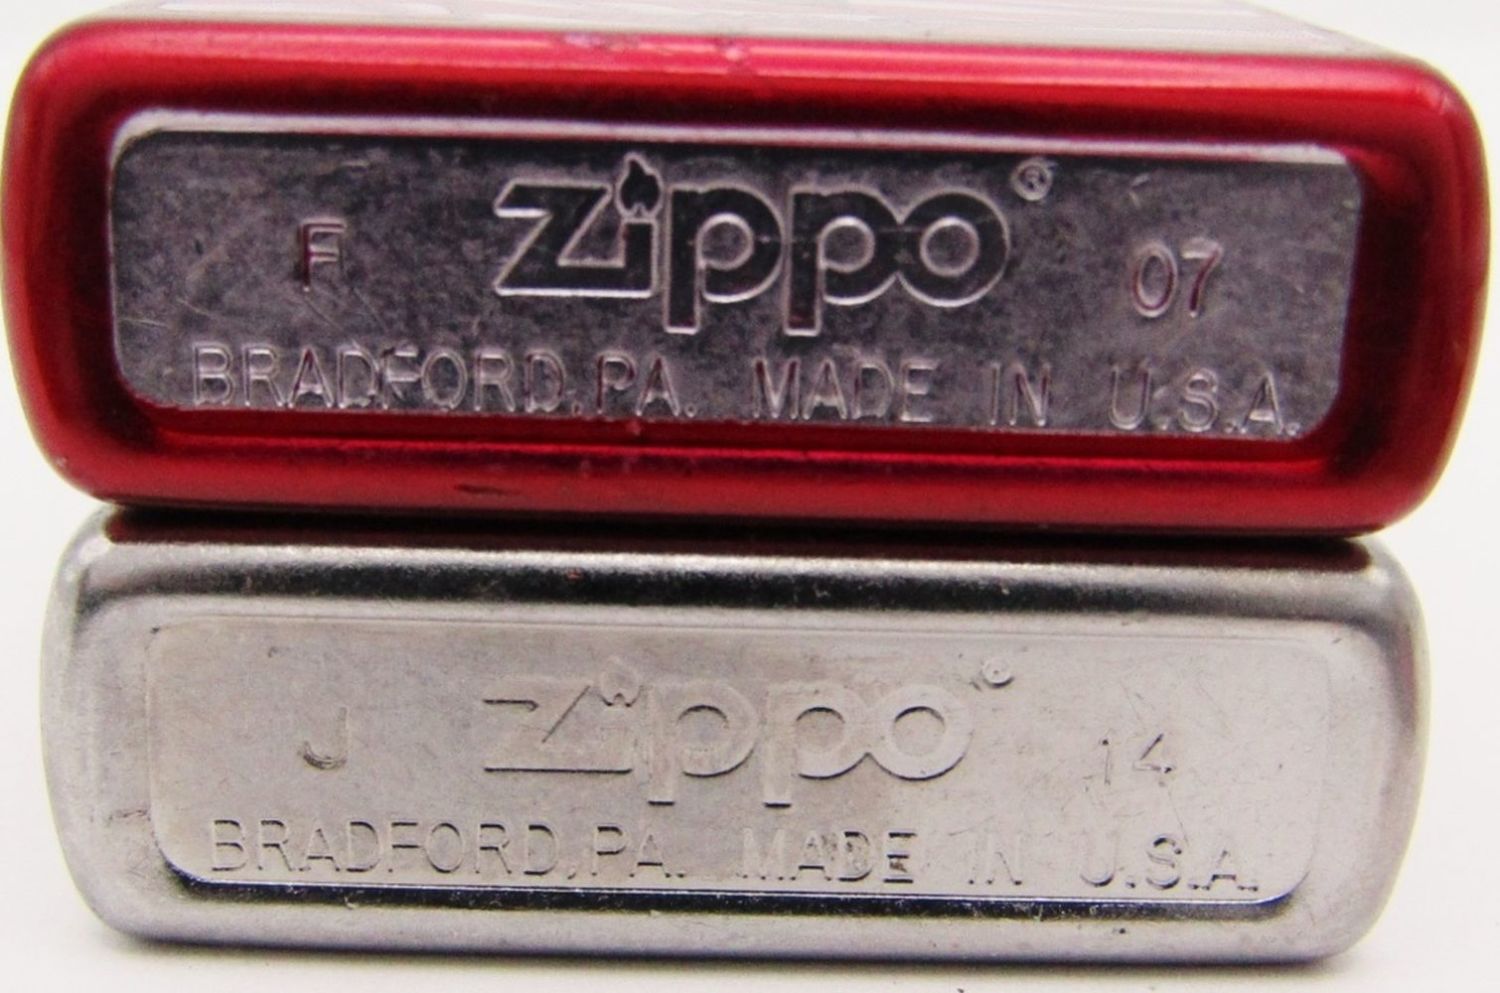 F zippo® 07
BRADFORD,PA. MADE IN U.S.A.
J zippo® 14
BRADFORD,PA. MADE IN U.S.A.